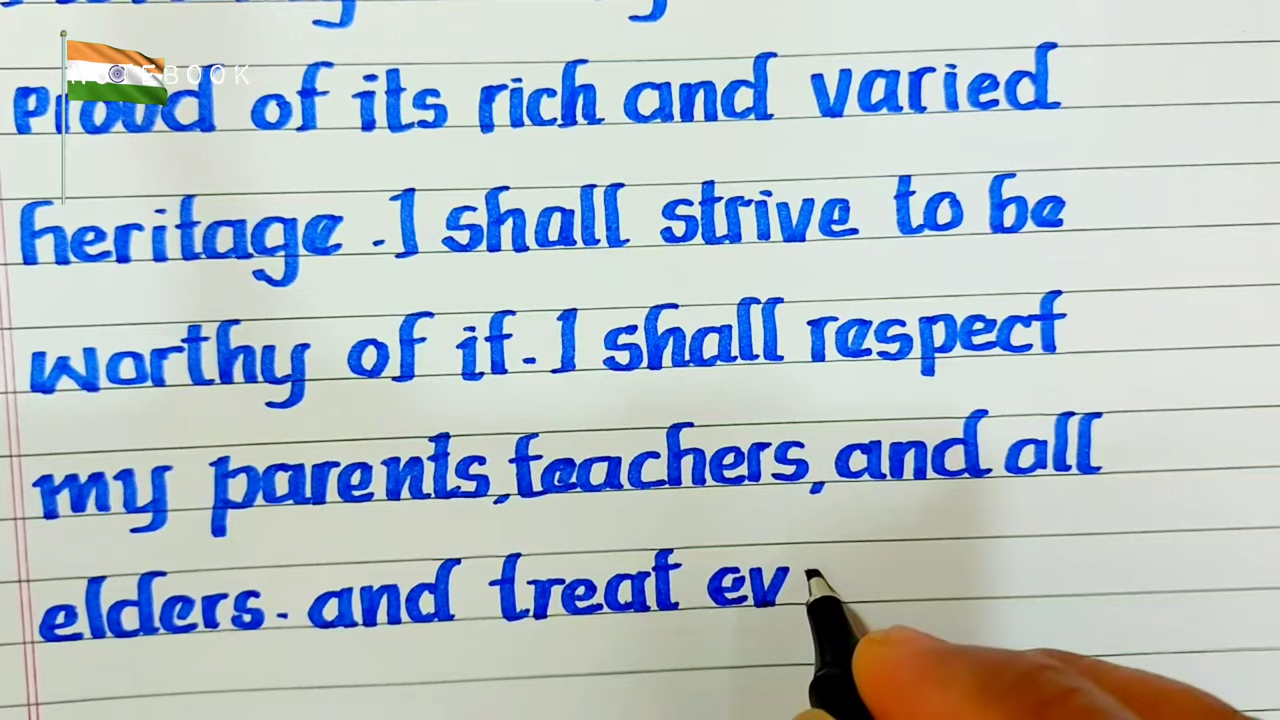 NOTEBOOK
proud of its rich and varied
heritage . I shall strive to be
worthy of it. I shall respect
my parents, teachers, and all
elders. and treat ev